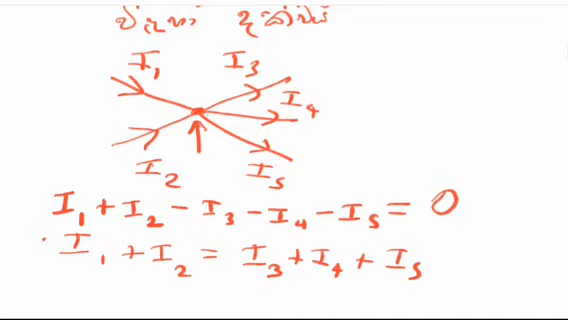 I₁ I₃
I₄
I₂ I₅
I₁ + I₂ - I₃ - I₄ - I₅ = 0
I₁ + I₂ = I₃ + I₄ + I₅